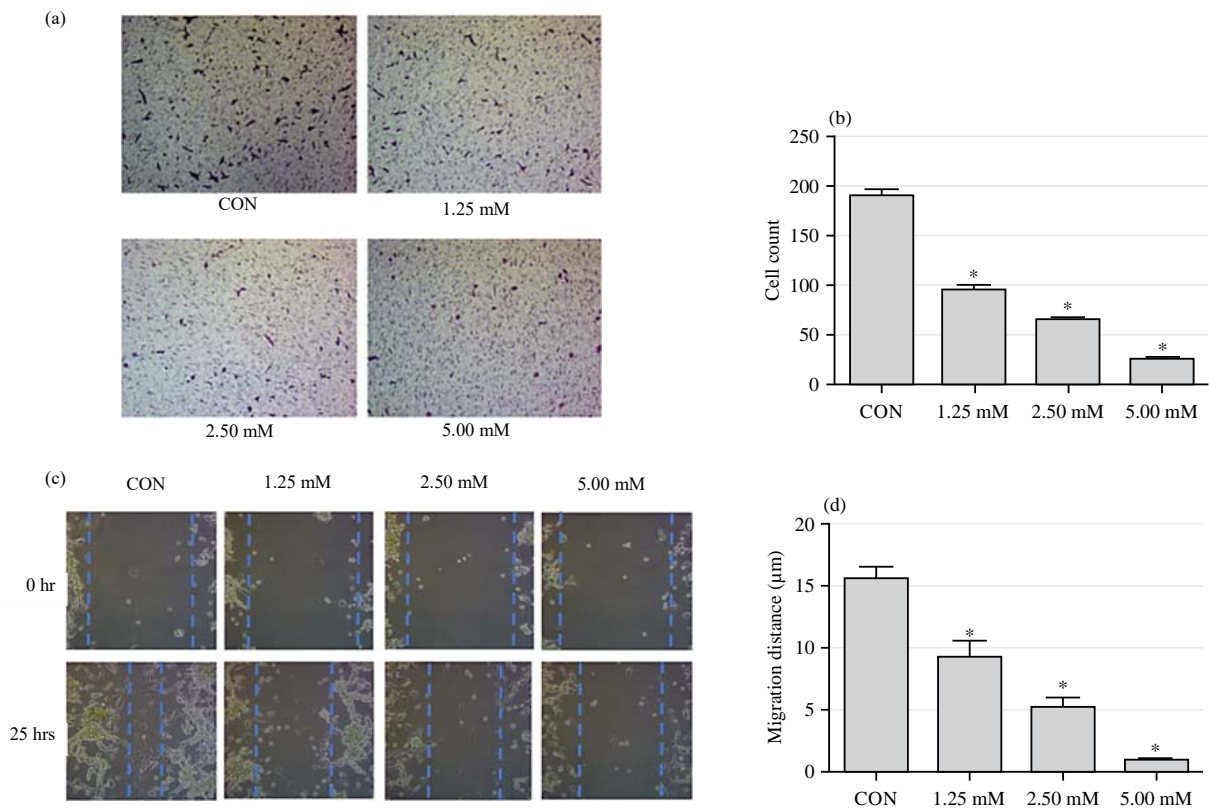 (a)
CON
1.25 mM
2.50 mM
5.00 mM
(b)
250
200
150
100
50
0
Cell count
*
*
*
CON
1.25 mM
2.50 mM
5.00 mM
(c)
CON
1.25 mM
2.50 mM
5.00 mM
0 hr
25 hrs
(d)
20
15
10
5
0
Migration distance (µm)
*
*
*
CON
1.25 mM
2.50 mM
5.00 mM